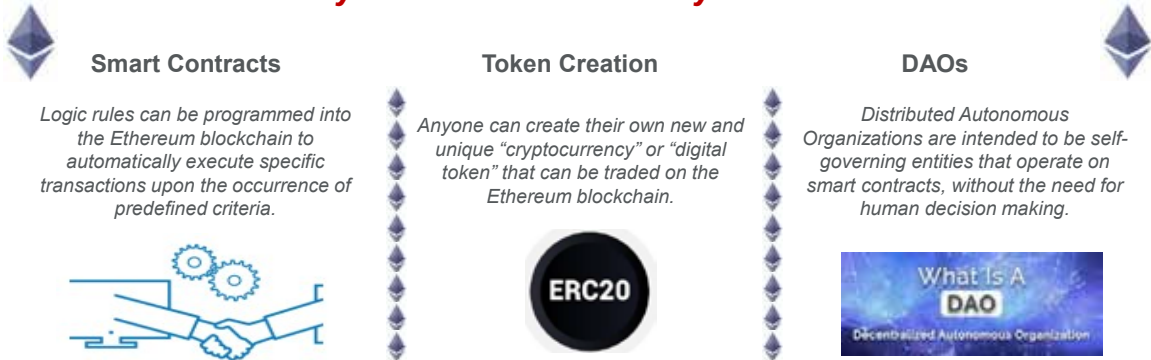 Smart Contracts
Logic rules can be programmed into
the Ethereum blockchain to
automatically execute specific
transactions upon the occurrence of
predefined criteria.
Token Creation
Anyone can create their own new and
unique “cryptocurrency” or “digital
token” that can be traded on the
Ethereum blockchain.
ERC20
DAOs
Distributed Autonomous
Organizations are intended to be self-
governing entities that operate on
smart contracts, without the need for
human decision making.
What Is A
DAO
Decentralized Autonomous Organization